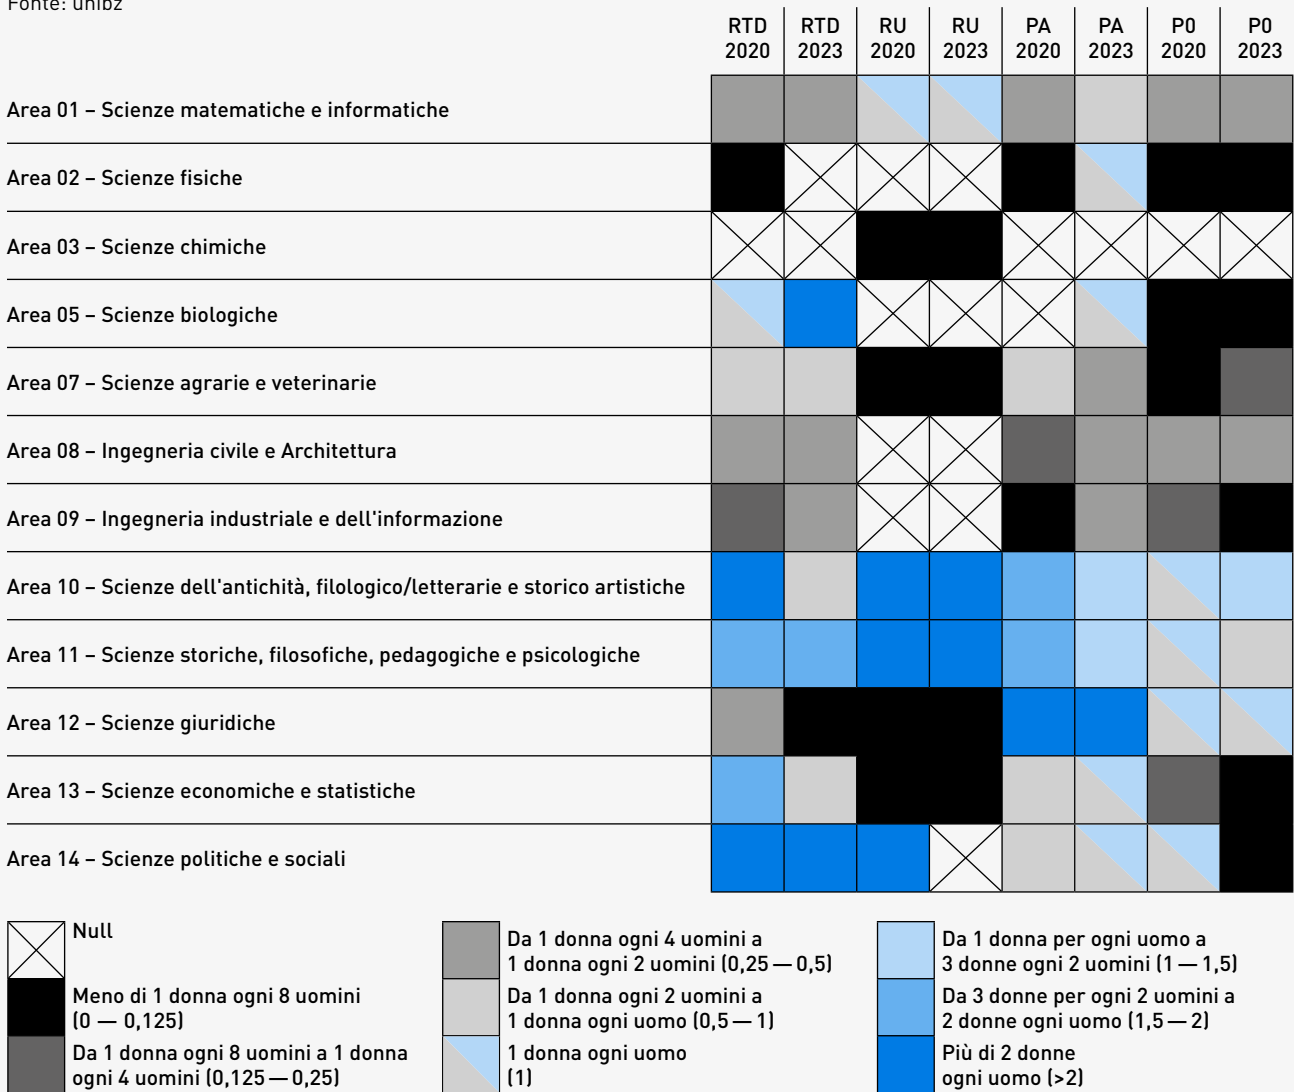 Fonte: unibz
RTD RTD RU RU PA PA P0 P0
2020 2023 2020 2023 2020 2023 2020 2023
Area 01 – Scienze matematiche e informatiche
Area 02 – Scienze fisiche
Area 03 – Scienze chimiche
Area 05 – Scienze biologiche
Area 07 – Scienze agrarie e veterinarie
Area 08 – Ingegneria civile e Architettura
Area 09 – Ingegneria industriale e dell'informazione
Area 10 – Scienze dell'antichità, filologico/letterarie e storico artistiche
Area 11 – Scienze storiche, filosofiche, pedagogiche e psicologiche
Area 12 – Scienze giuridiche
Area 13 – Scienze economiche e statistiche
Area 14 – Scienze politiche e sociali
Null
Meno di 1 donna ogni 8 uomini
(0 — 0,125)
Da 1 donna ogni 8 uomini a 1 donna
ogni 4 uomini (0,125 — 0,25)
Da 1 donna ogni 4 uomini a
1 donna ogni 2 uomini (0,25 — 0,5)
Da 1 donna ogni 2 uomini a
1 donna ogni uomo (0,5 — 1)
1 donna ogni uomo
(1)
Da 1 donna per ogni uomo a
3 donne ogni 2 uomini (1 — 1,5)
Da 3 donne per ogni 2 uomini a
2 donne ogni uomo (1,5 — 2)
Più di 2 donne
ogni uomo (>2)